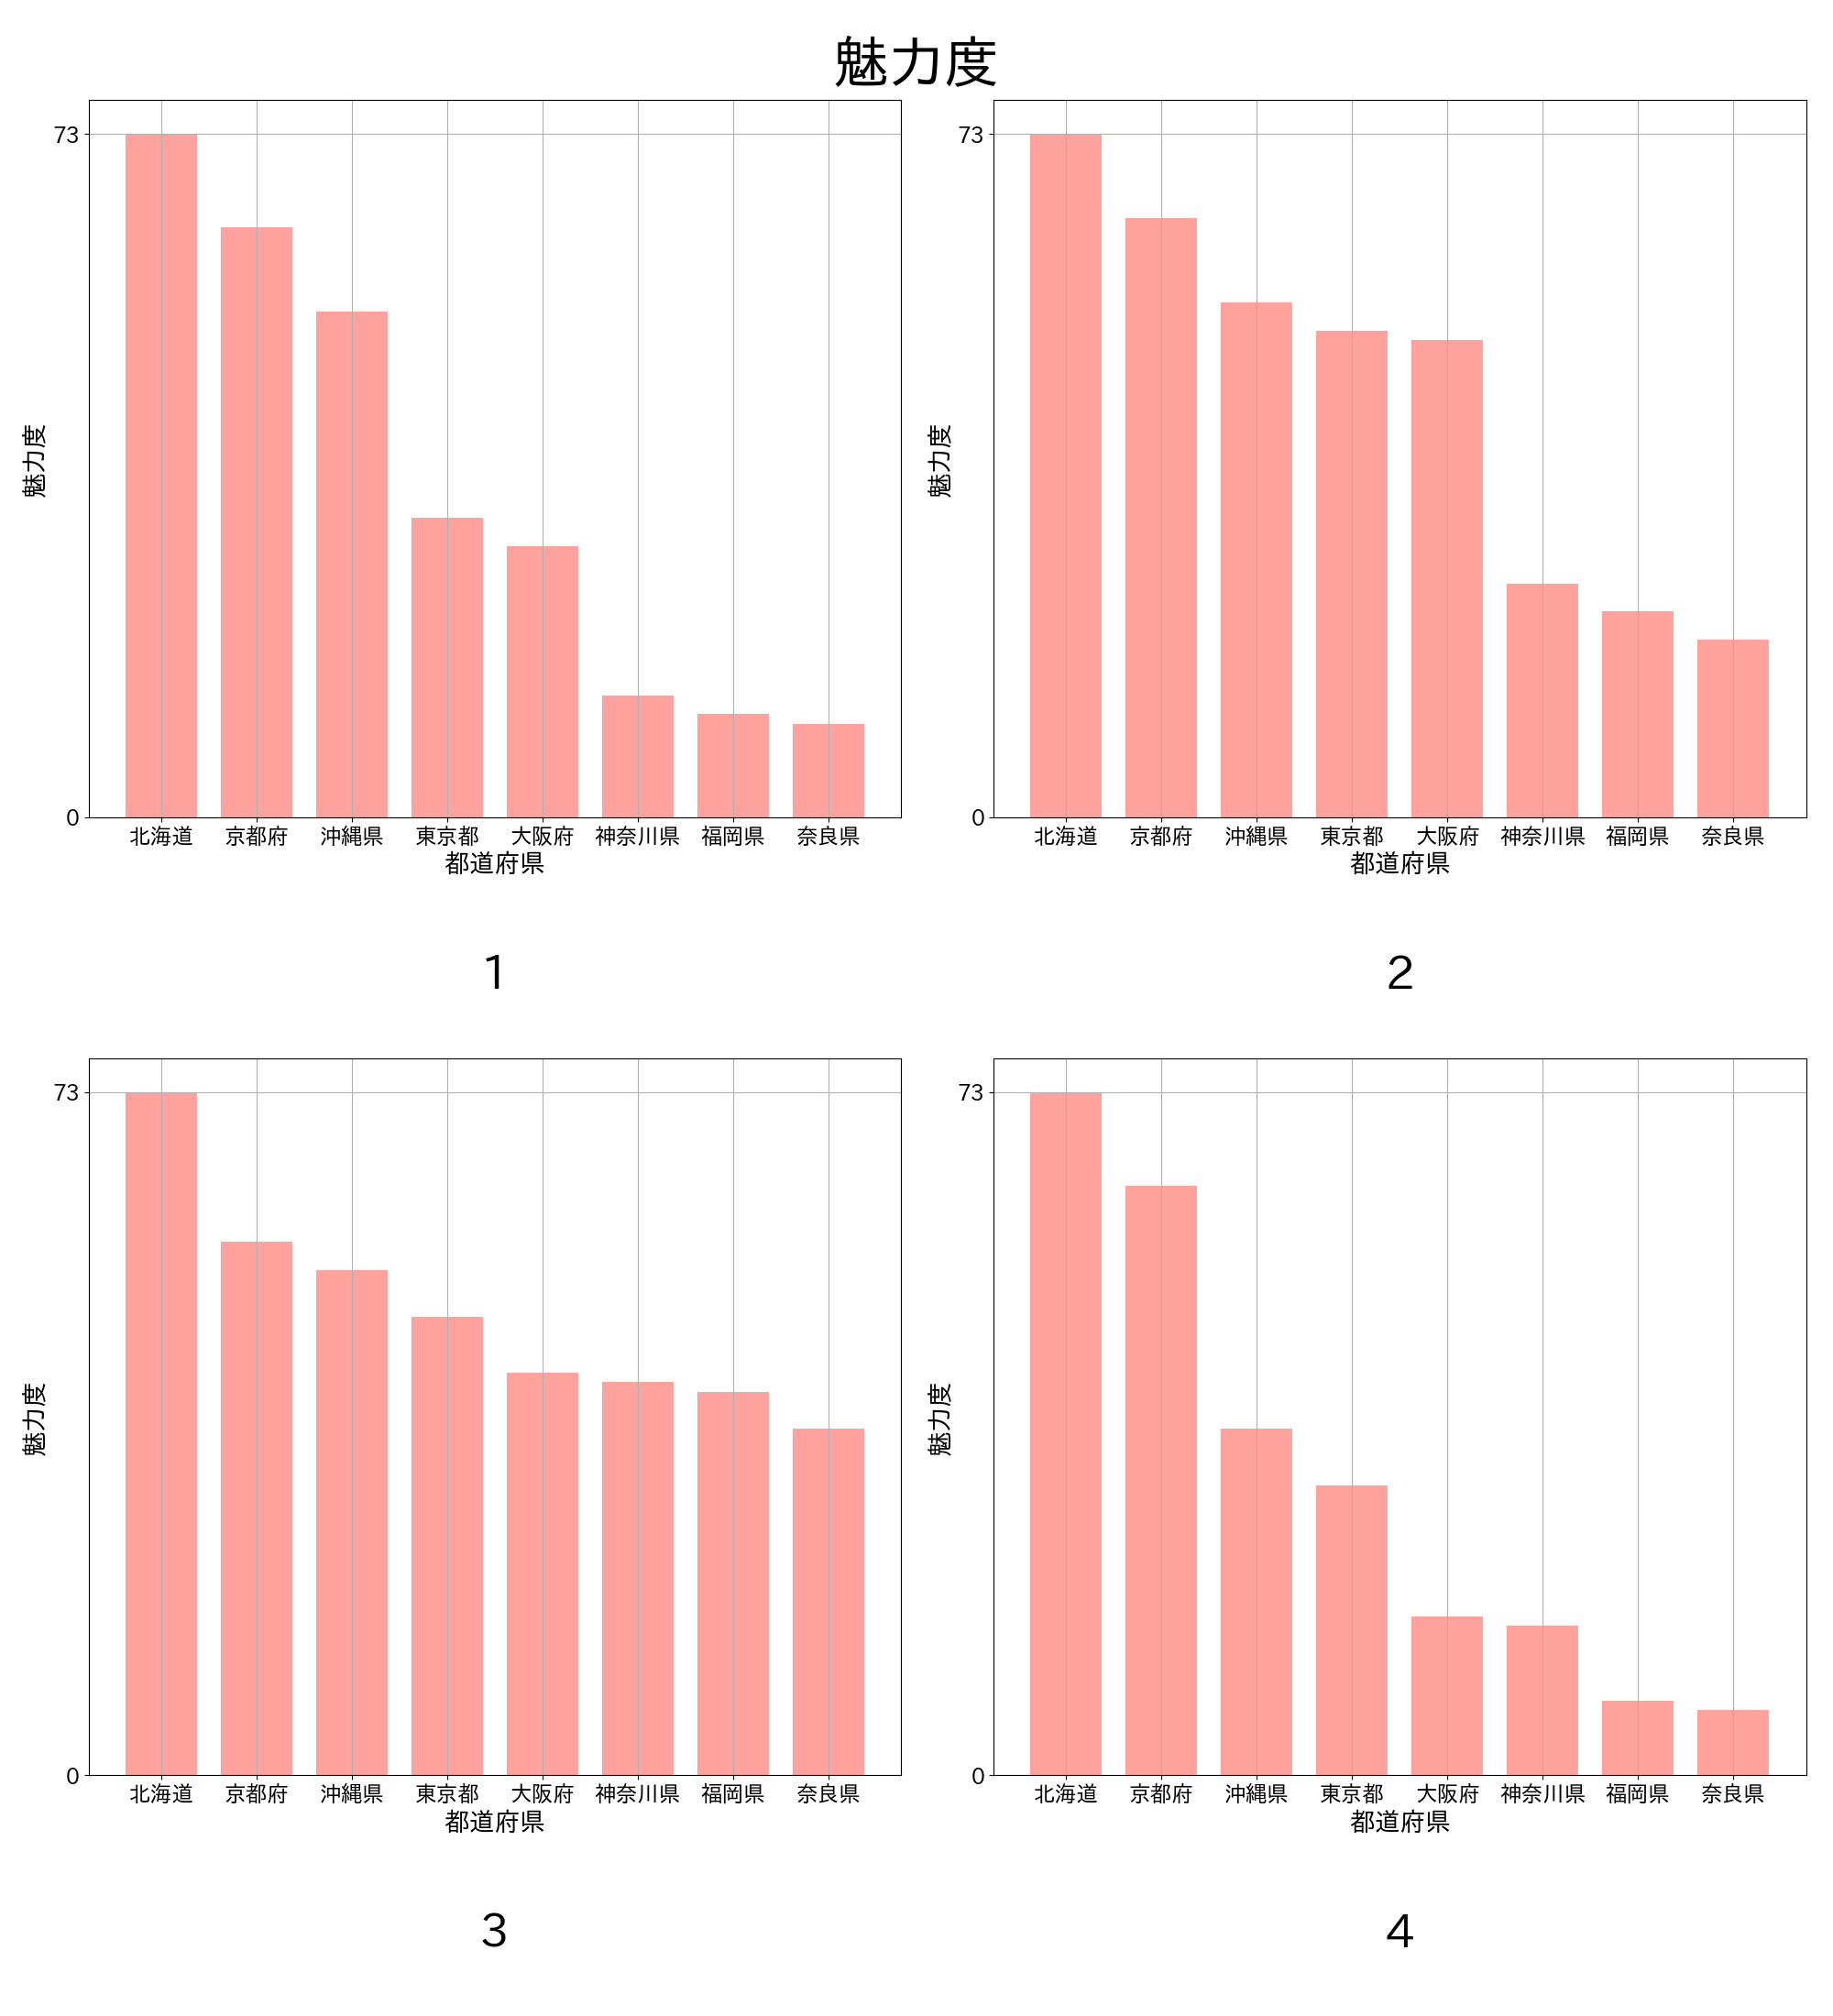 魅力度
73
魅力度
0
北海道 京都府 沖縄県 東京都 大阪府 神奈川県 福岡県 奈良県
都道府県
1
73
魅力度
0
北海道 京都府 沖縄県 東京都 大阪府 神奈川県 福岡県 奈良県
都道府県
2
73
魅力度
0
北海道 京都府 沖縄県 東京都 大阪府 神奈川県 福岡県 奈良県
都道府県
3
73
魅力度
0
北海道 京都府 沖縄県 東京都 大阪府 神奈川県 福岡県 奈良県
都道府県
4